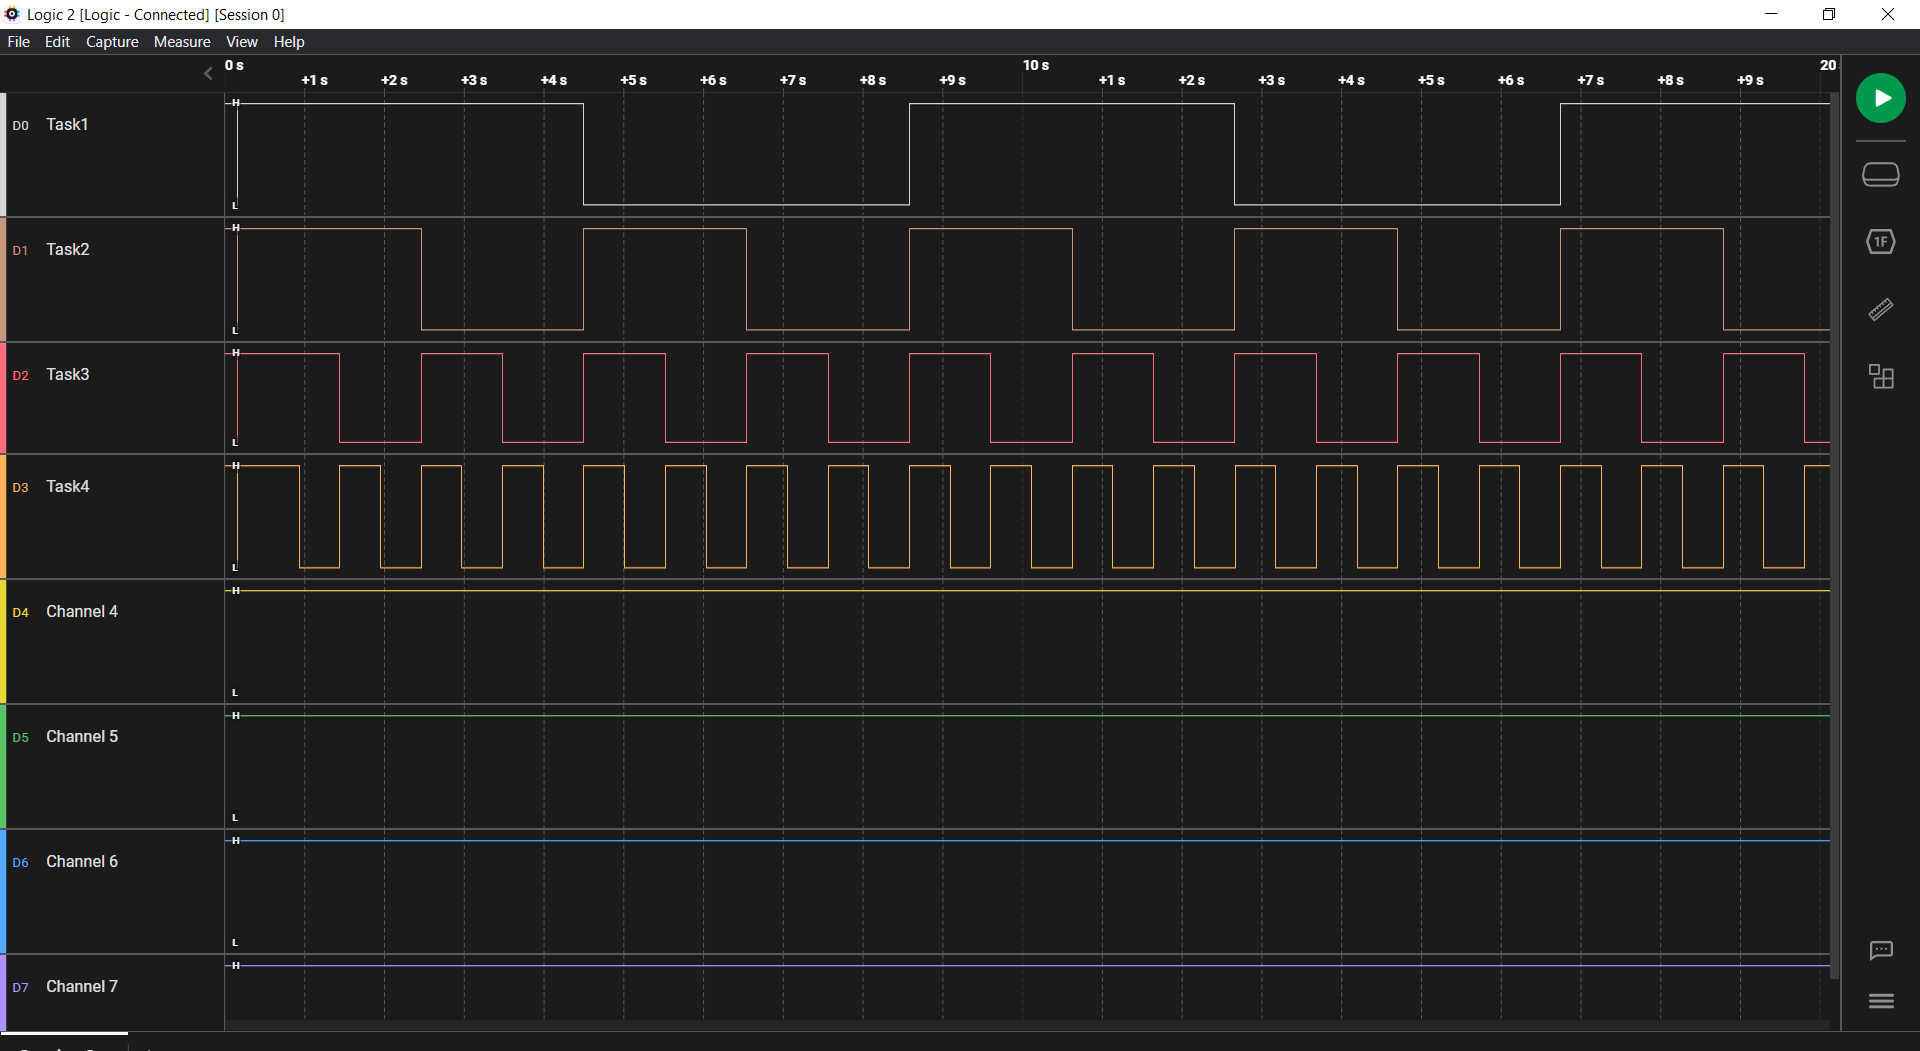 Logic 2 [Logic - Connected] [Session 0]
File Edit Capture Measure View Help
0 s 10 s 20
+1 s +2 s +3 s +4 s +5 s +6 s +7 s +8 s +9 s +1 s +2 s +3 s +4 s +5 s +6 s +7 s +8 s +9 s
H
D0 Task1
L
H
D1 Task2
L
H
D2 Task3
L
H
D3 Task4
L
H
D4 Channel 4
L
H
D5 Channel 5
L
H
D6 Channel 6
L
H
D7 Channel 7
1F